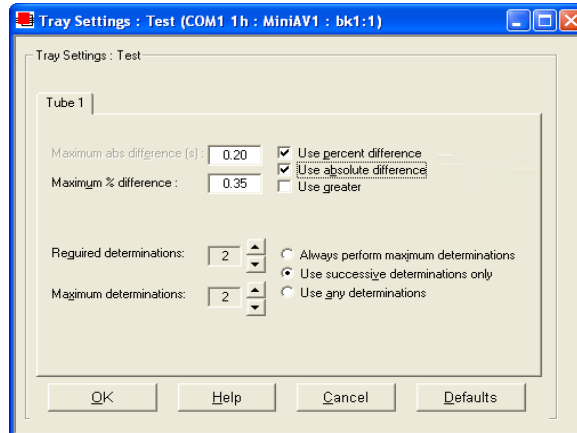 Tray Settings : Test (COM1 1h : MiniAV1 : bk1:1)
Tray Settings : Test
Tube 1
Maximum abs difference (s) : 0.20 Use percent difference
Use absolute difference
Maximum % difference : 0.35 Use greater
Required determinations: 2 Always perform maximum determinations
Use successive determinations only
Maximum determinations: 2 Use any determinations
OK Help Cancel Defaults